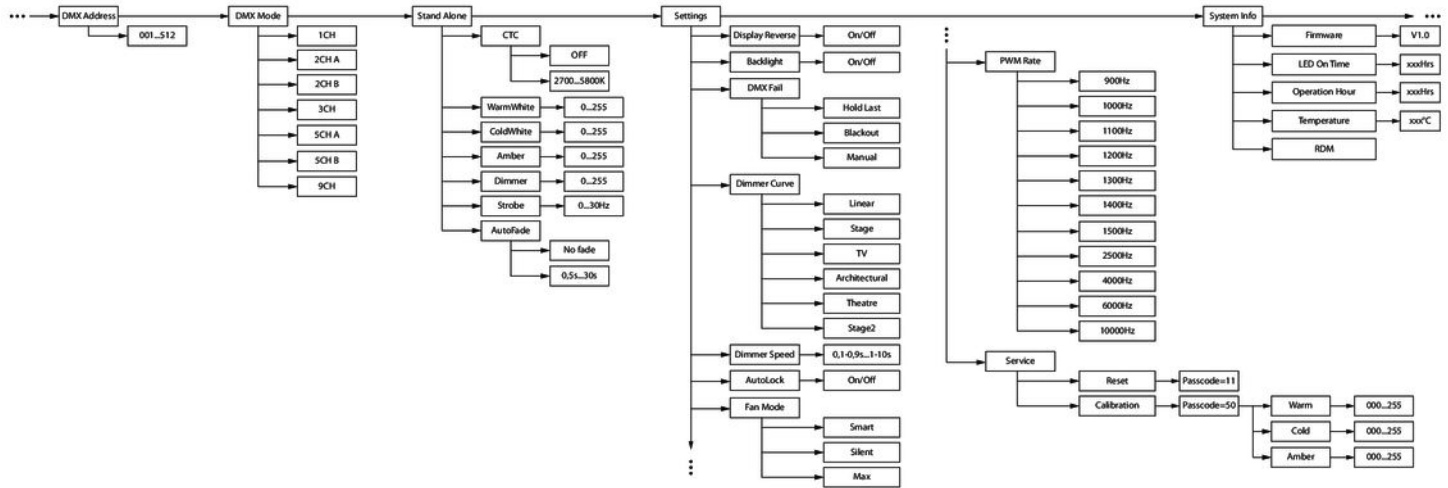 DMX Address
001...512
DMX Mode
1CH
2CH A
2CH B
3CH
5CH A
5CH B
9CH
Stand Alone
CTC
OFF
2700...5800K
WarmWhite
0...255
ColdWhite
0...255
Amber
0...255
Dimmer
0...255
Strobe
0...30Hz
AutoFade
No fade
0,5s...30s
Settings
Display Reverse
On/Off
Backlight
On/Off
DMX Fail
Hold Last
Blackout
Manual
Dimmer Curve
Linear
Stage
TV
Architectural
Theatre
Stage2
Dimmer Speed
0,1-0,9s...1-10s
AutoLock
On/Off
Fan Mode
Smart
Silent
Max
PWM Rate
900Hz
1000Hz
1100Hz
1200Hz
1300Hz
1400Hz
1500Hz
2500Hz
4000Hz
6000Hz
10000Hz
Service
Reset
Passcode=11
Calibration
Passcode=50
Warm
000...255
Cold
000...255
Amber
000...255
System Info
Firmware
V1.0
LED On Time
xxxHrs
Operation Hour
xxxHrs
Temperature
xxx°C
RDM